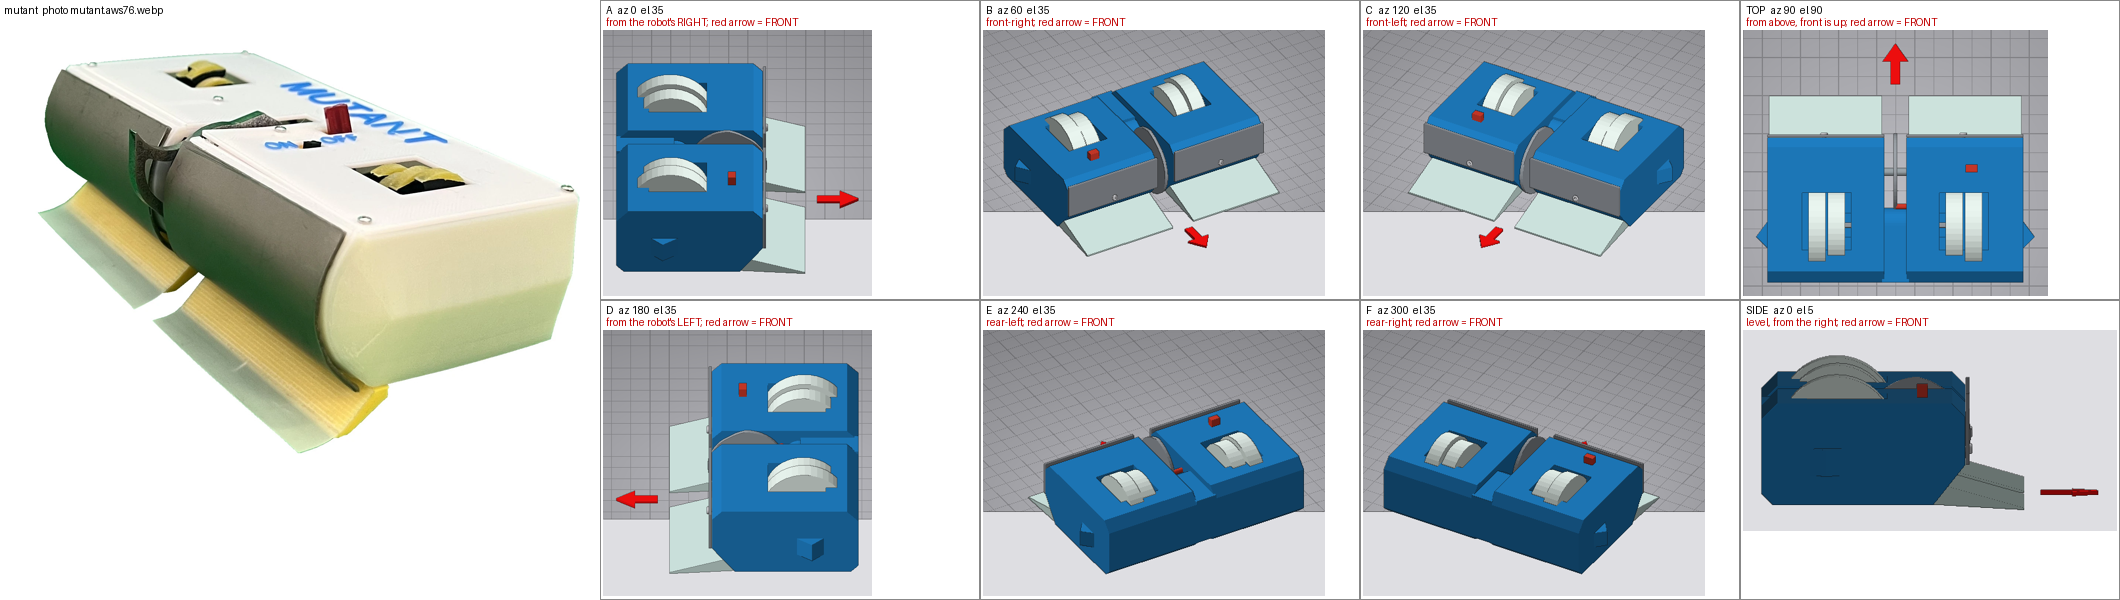 mutant photo mutant.aws76.webp
MUTANT
ON OFF
A az 0 el 35
from the robot's RIGHT; red arrow = FRONT
B az 60 el 35
front-right; red arrow = FRONT
C az 120 el 35
front-left; red arrow = FRONT
TOP az 90 el 90
from above, front is up; red arrow = FRONT
D az 180 el 35
from the robot's LEFT; red arrow = FRONT
E az 240 el 35
rear-left; red arrow = FRONT
F az 300 el 35
rear-right; red arrow = FRONT
SIDE az 0 el 5
level, from the right; red arrow = FRONT